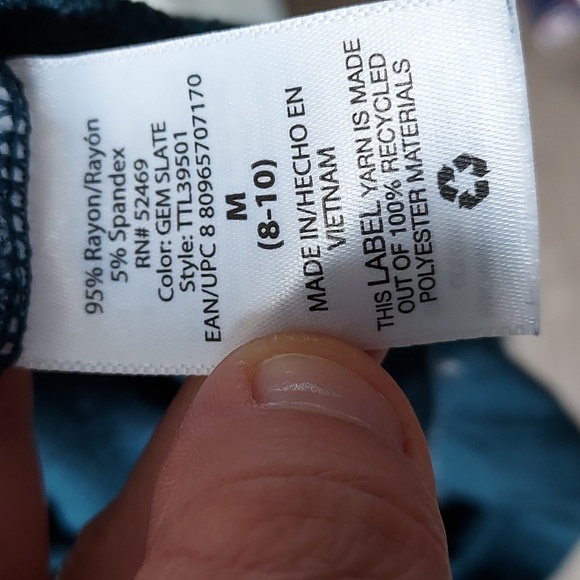 95% Rayon/Rayón
5% Spandex
RN# 52469
Color: GEM SLATE
Style: TTL39501
EAN/UPC 8 80965707170
M
(8-10)
MADE IN/HECHO EN
VIETNAM
THIS LABEL YARN IS MADE
OUT OF 100% RECYCLED
POLYESTER MATERIALS